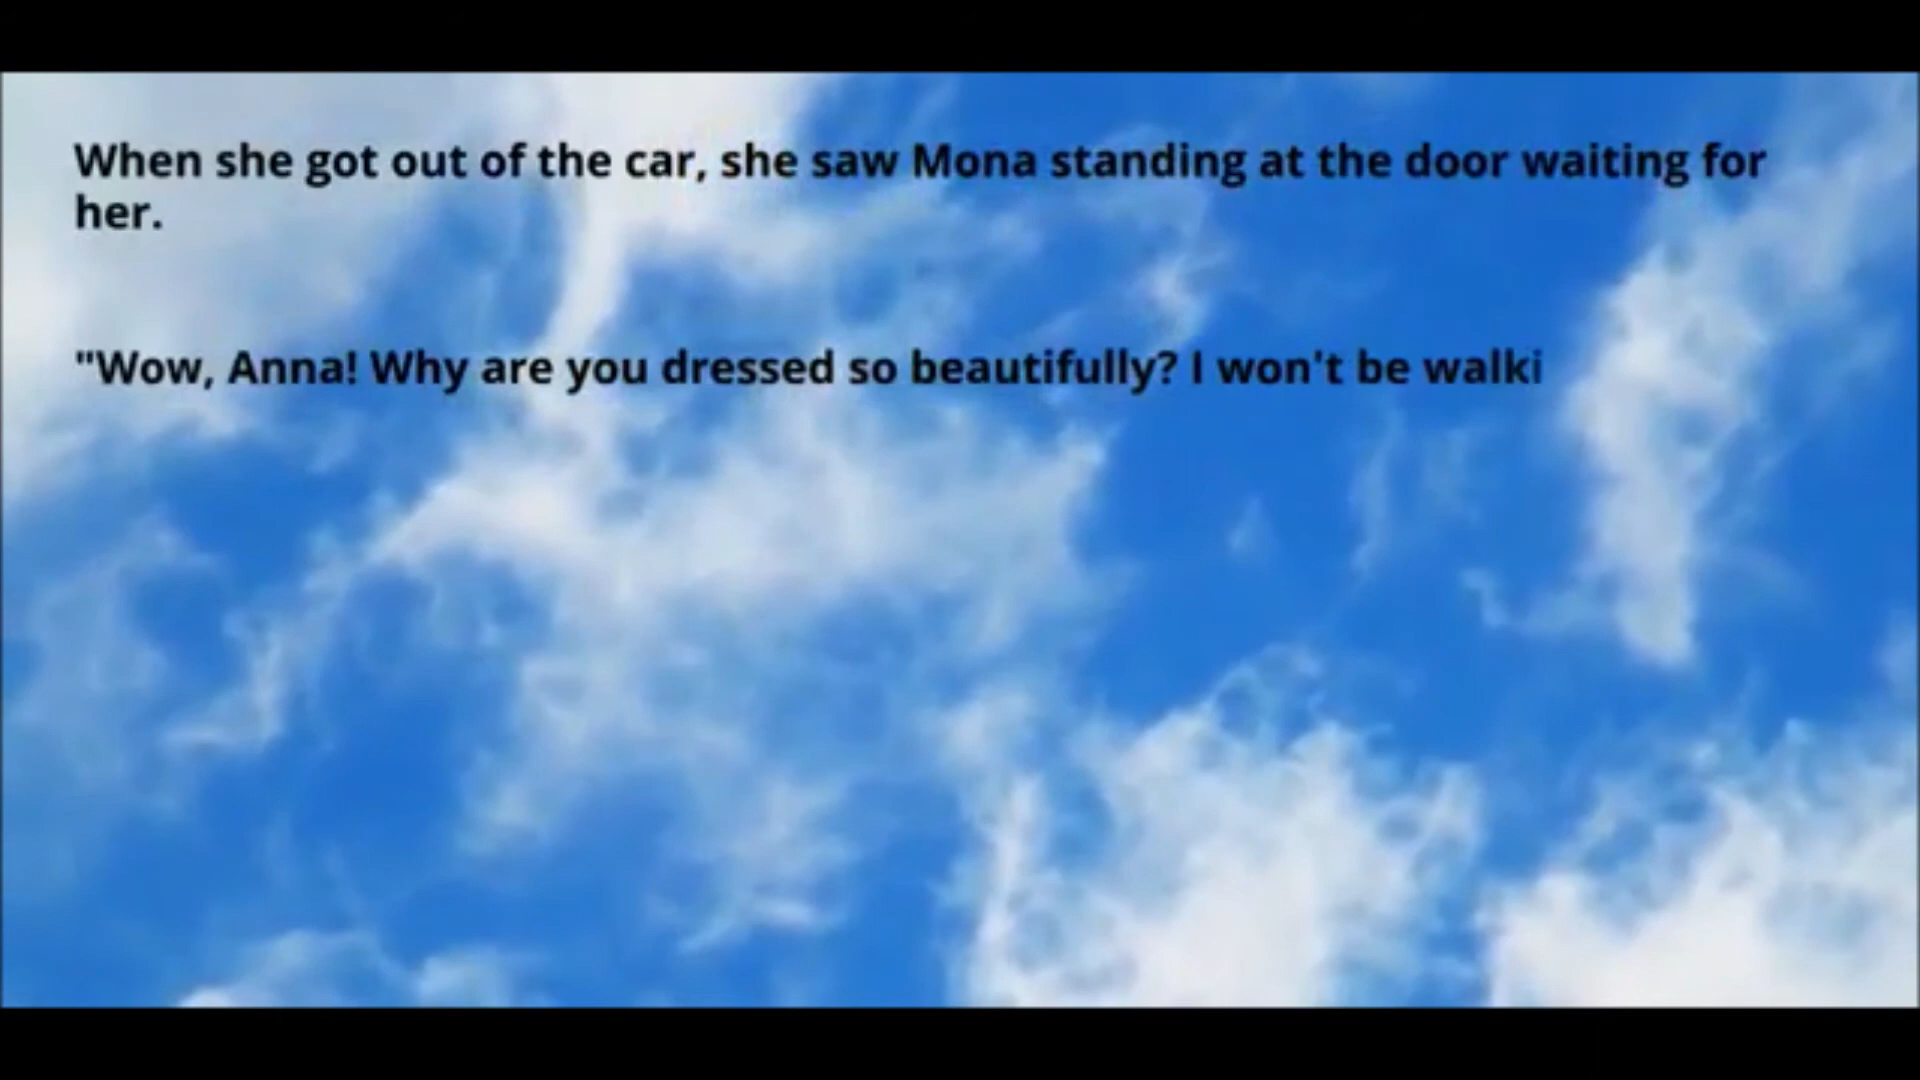 When she got out of the car, she saw Mona standing at the door waiting for
her.
"Wow, Anna! Why are you dressed so beautifully? I won't be walki